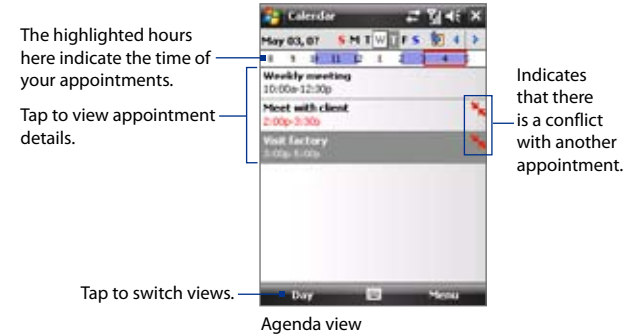 The highlighted hours
here indicate the time of
your appointments.
Tap to view appointment
details.
Tap to switch views.
Calendar
May 03, 07 S M T W T F S 4
8 9 10 11 12 1 2 3 4 5
Weekly meeting
10:00a-12:30p
Meet with client
2:00p-3:30p
Visit factory
3:00p-5:00p
Day Menu
Indicates
that there
is a conflict
with another
appointment.
Agenda view